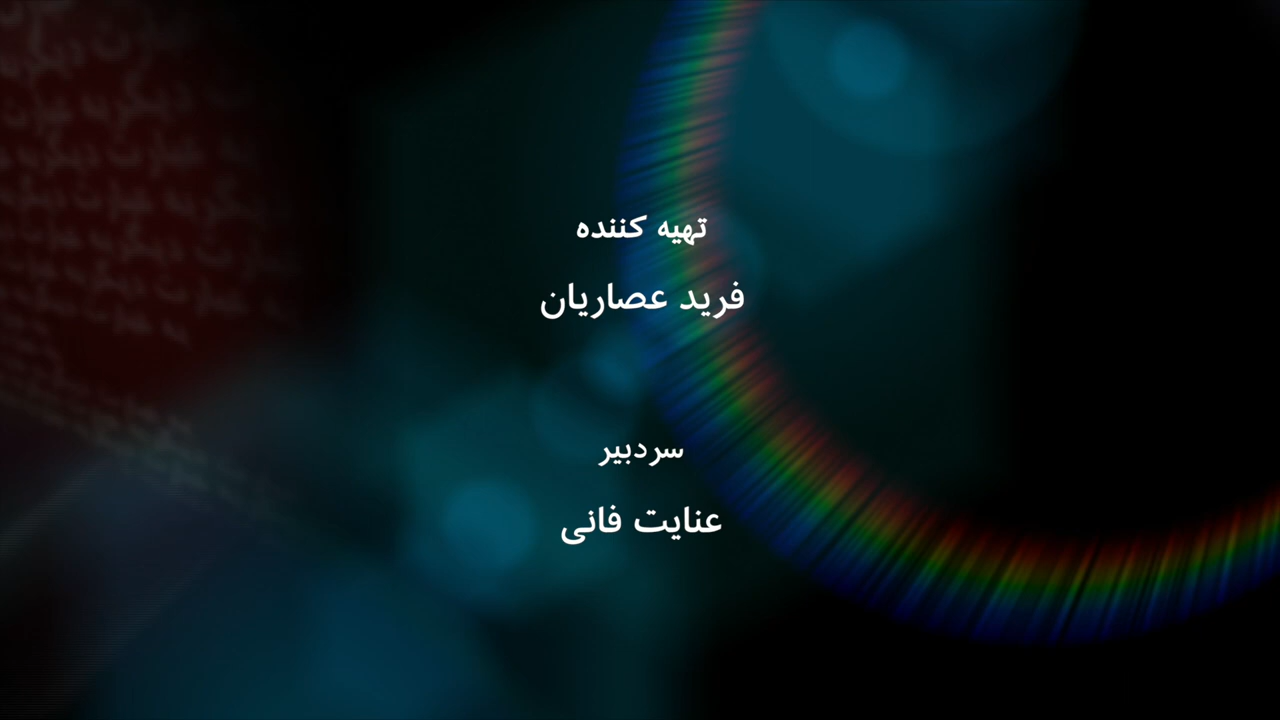 تهیه کننده
فرید عصاریان
سردبیر
عنایت فانی